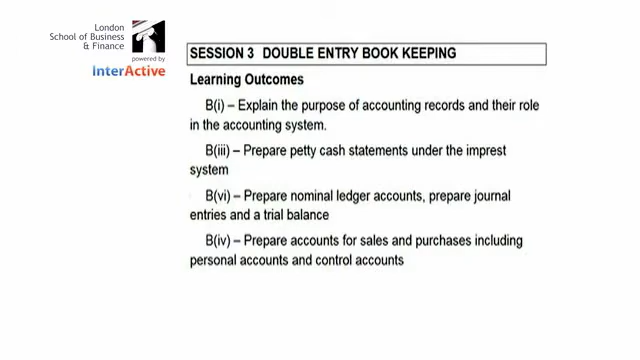 London
School of Business
& Finance
powered by
InterActive
SESSION 3 DOUBLE ENTRY BOOK KEEPING
Learning Outcomes
B(i) – Explain the purpose of accounting records and their role
in the accounting system.
B(iii) – Prepare petty cash statements under the imprest
system
B(vi) – Prepare nominal ledger accounts, prepare journal
entries and a trial balance
B(iv) – Prepare accounts for sales and purchases including
personal accounts and control accounts